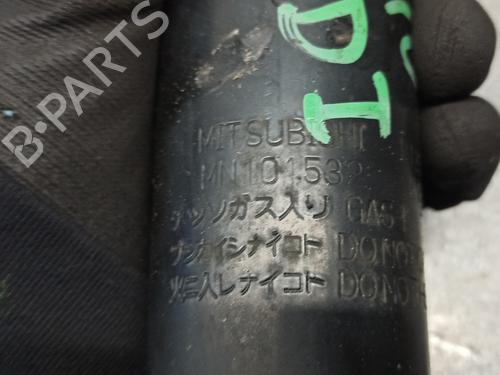 B-PARTS
I D
MITSUBISHI
MN101532
チッソガス入り GAS
ブンカイシナイコト DO NOT
火ニ入レナイコト DO NOT